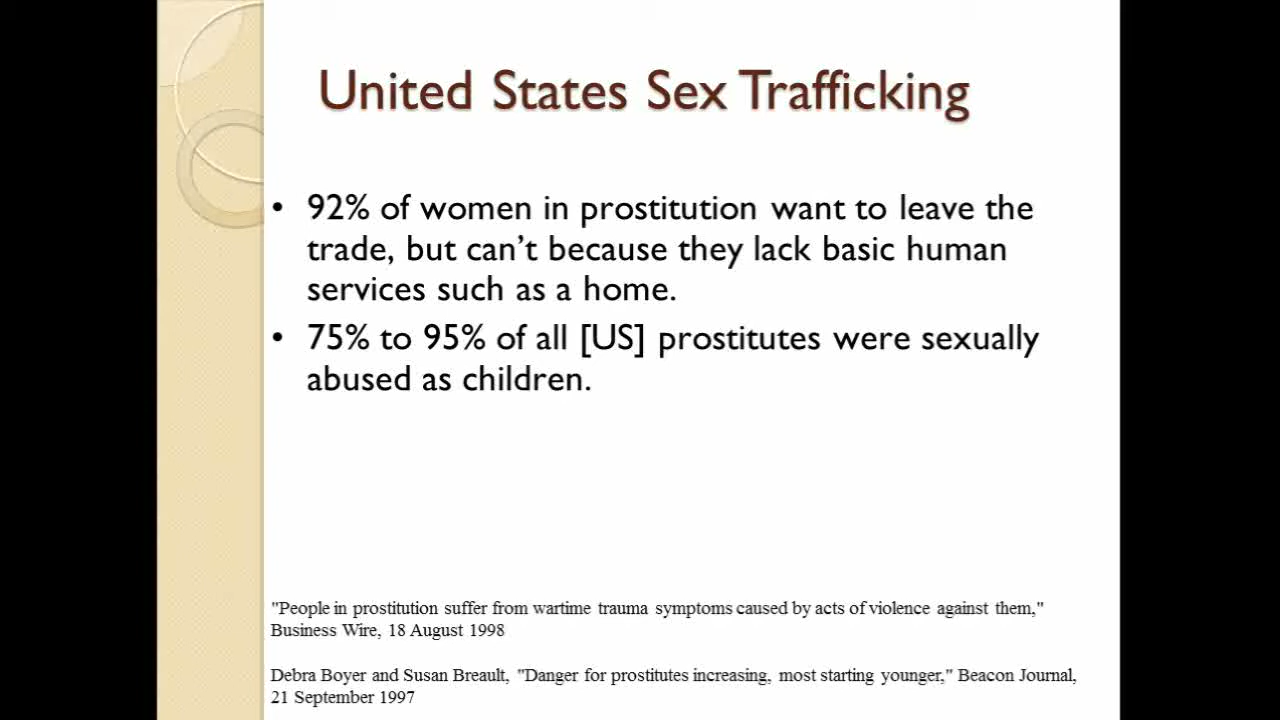 United States Sex Trafficking
• 92% of women in prostitution want to leave the
trade, but can't because they lack basic human
services such as a home.
• 75% to 95% of all [US] prostitutes were sexually
abused as children.
"People in prostitution suffer from wartime trauma symptoms caused by acts of violence against them,"
Business Wire, 18 August 1998
Debra Boyer and Susan Breault, "Danger for prostitutes increasing, most starting younger," Beacon Journal,
21 September 1997